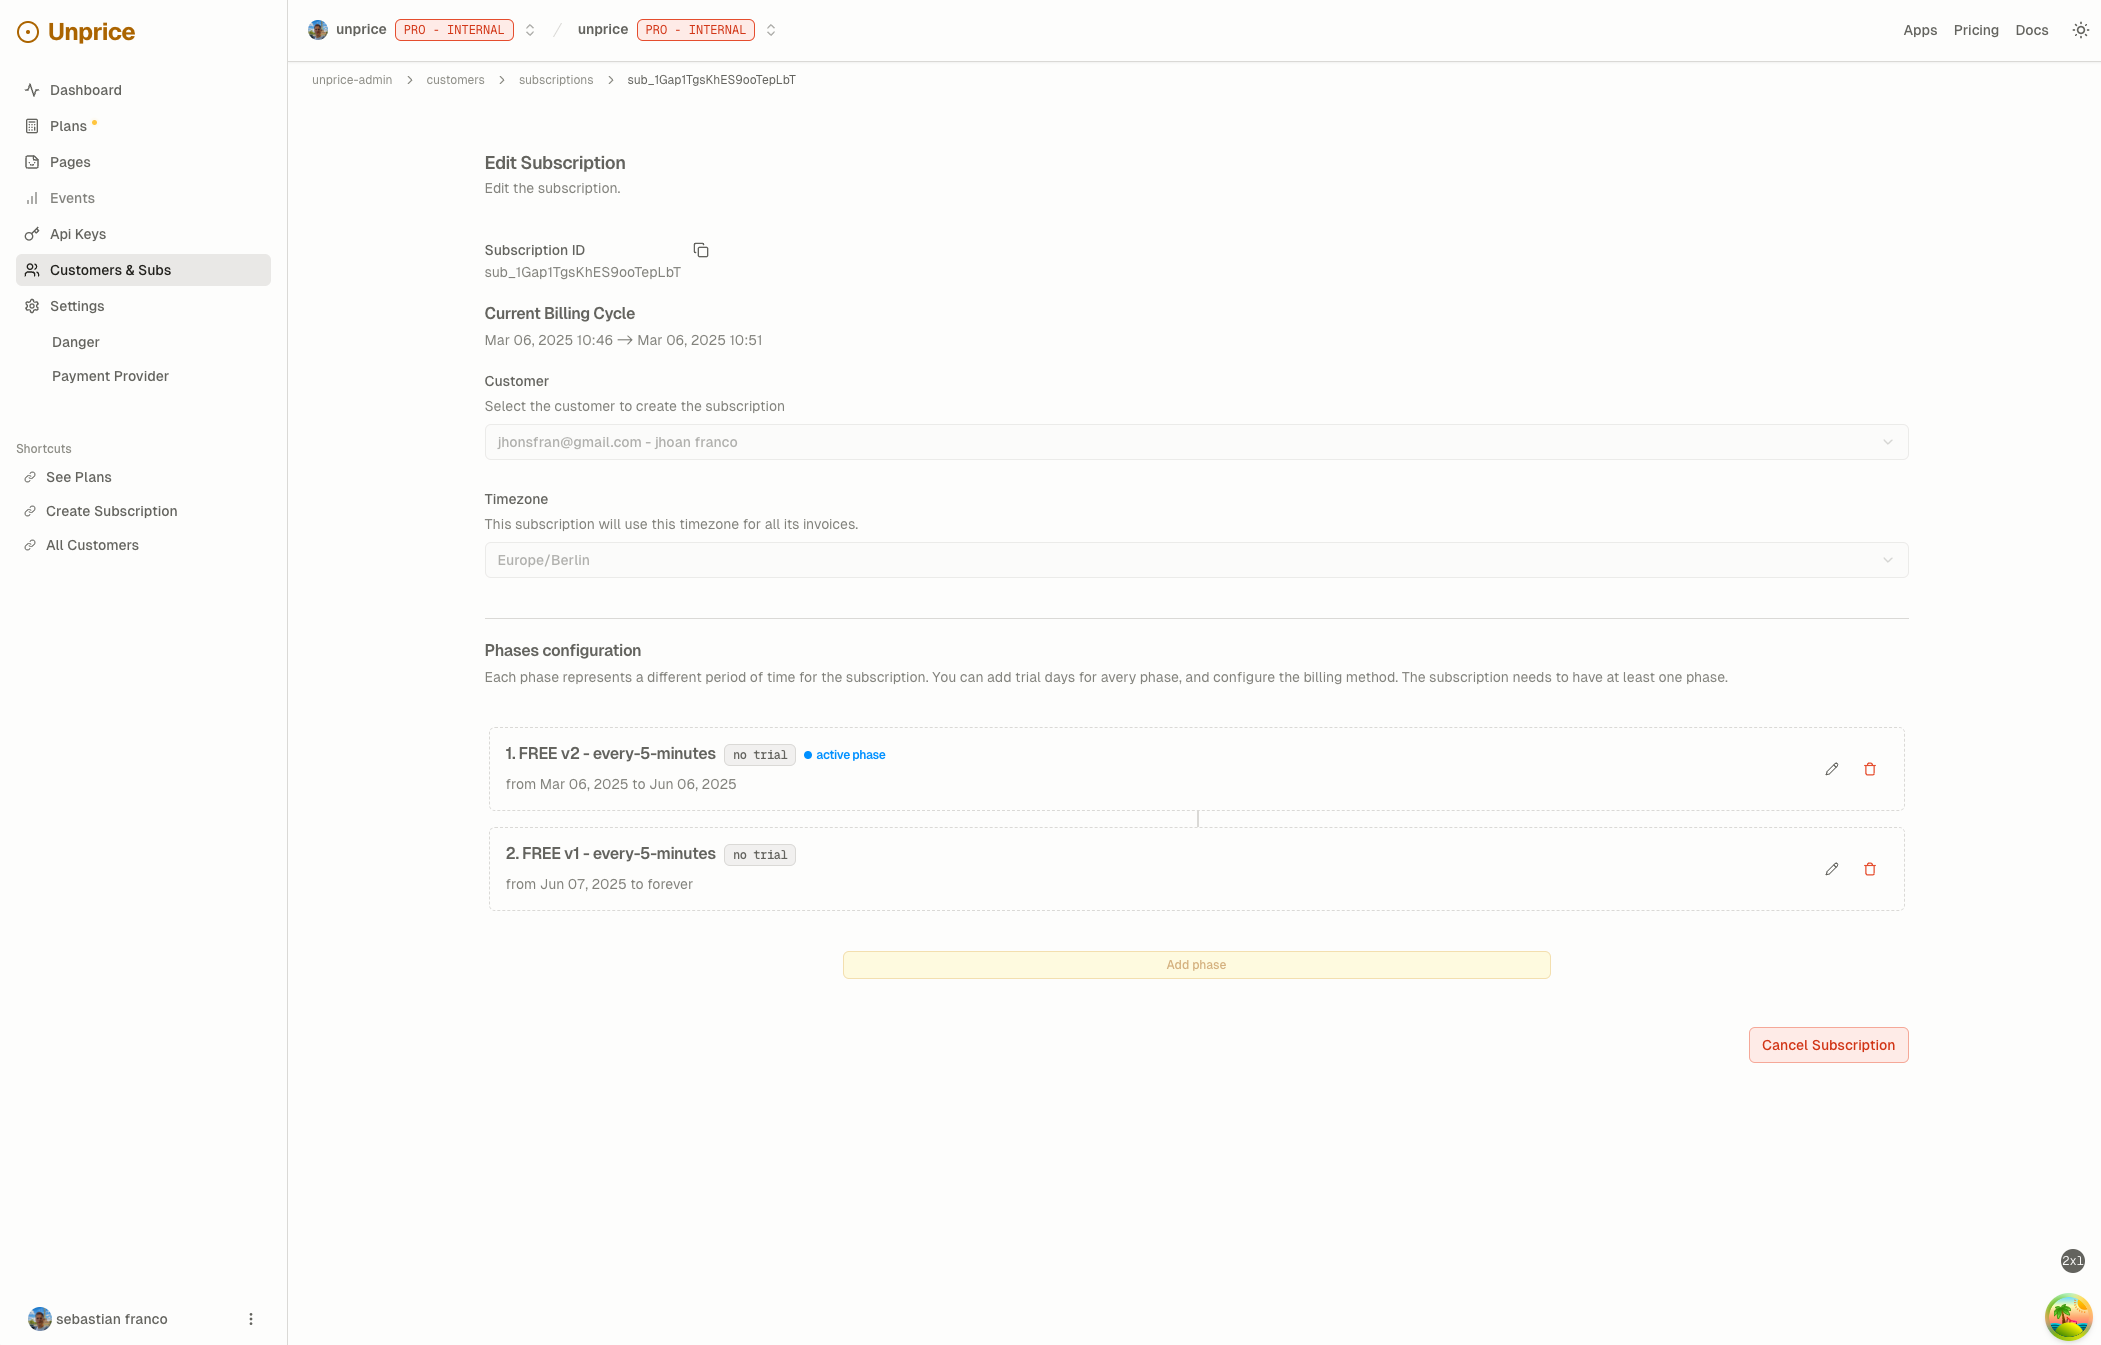 Unprice
unprice PRO - INTERNAL / unprice PRO - INTERNAL
Apps Pricing Docs
unprice-admin > customers > subscriptions > sub_1Gap1TgsKhES9ooTepLbT
Dashboard
Plans
Pages
Events
Api Keys
Customers & Subs
Settings
Danger
Payment Provider
Shortcuts
See Plans
Create Subscription
All Customers
sebastian franco
Edit Subscription
Edit the subscription.
Subscription ID
sub_1Gap1TgsKhES9ooTepLbT
Current Billing Cycle
Mar 06, 2025 10:46 → Mar 06, 2025 10:51
Customer
Select the customer to create the subscription
jhonsfran@gmail.com - jhoan franco
Timezone
This subscription will use this timezone for all its invoices.
Europe/Berlin
Phases configuration
Each phase represents a different period of time for the subscription. You can add trial days for avery phase, and configure the billing method. The subscription needs to have at least one phase.
1. FREE v2 - every-5-minutes no trial active phase
from Mar 06, 2025 to Jun 06, 2025
2. FREE v1 - every-5-minutes no trial
from Jun 07, 2025 to forever
Add phase
Cancel Subscription
2xl